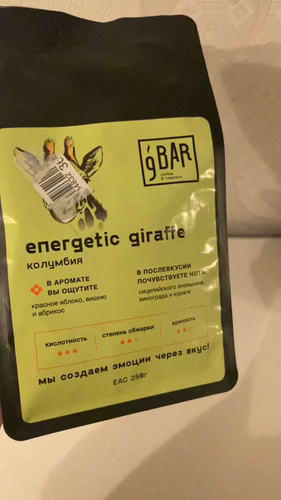 '9BAR
coffee
& roasters
energetic giraffe
колумбия
В АРОМАТЕ
ВЫ ОЩУТИТЕ
красное яблоко, вишню
и абрикос
В ПОСЛЕВКУСИИ
ПОЧУВСТВУЕТЕ НОТЫ
сицилийского апельсина,
винограда и кураги
кислотность
степень обжарки
крепость
мы создаем эмоции через вкус!
EAC 250г